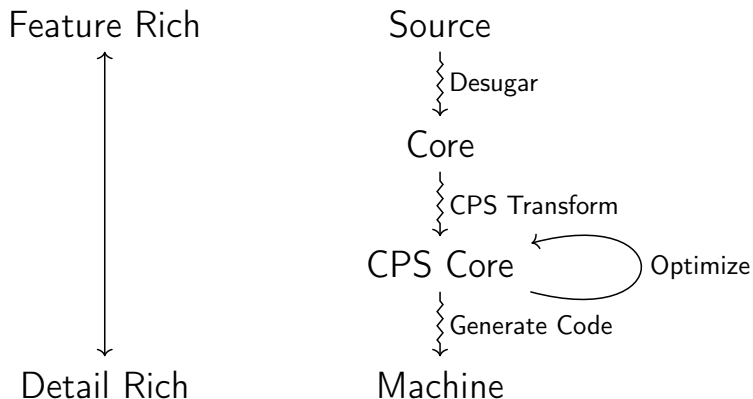 Feature Rich
Source
Desugar
Core
CPS Transform
CPS Core
Optimize
Generate Code
Detail Rich
Machine